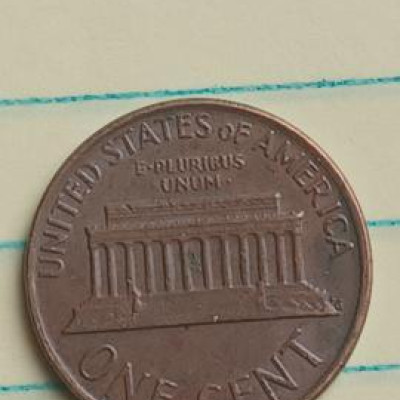 UNITED STATES of AMERICA
E·PLURIBUS
UNUM·
ONE CENT